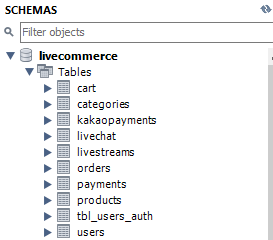 SCHEMAS
Filter objects
livecommerce
Tables
cart
categories
kakaopayments
livechat
livestreams
orders
payments
products
tbl_users_auth
users